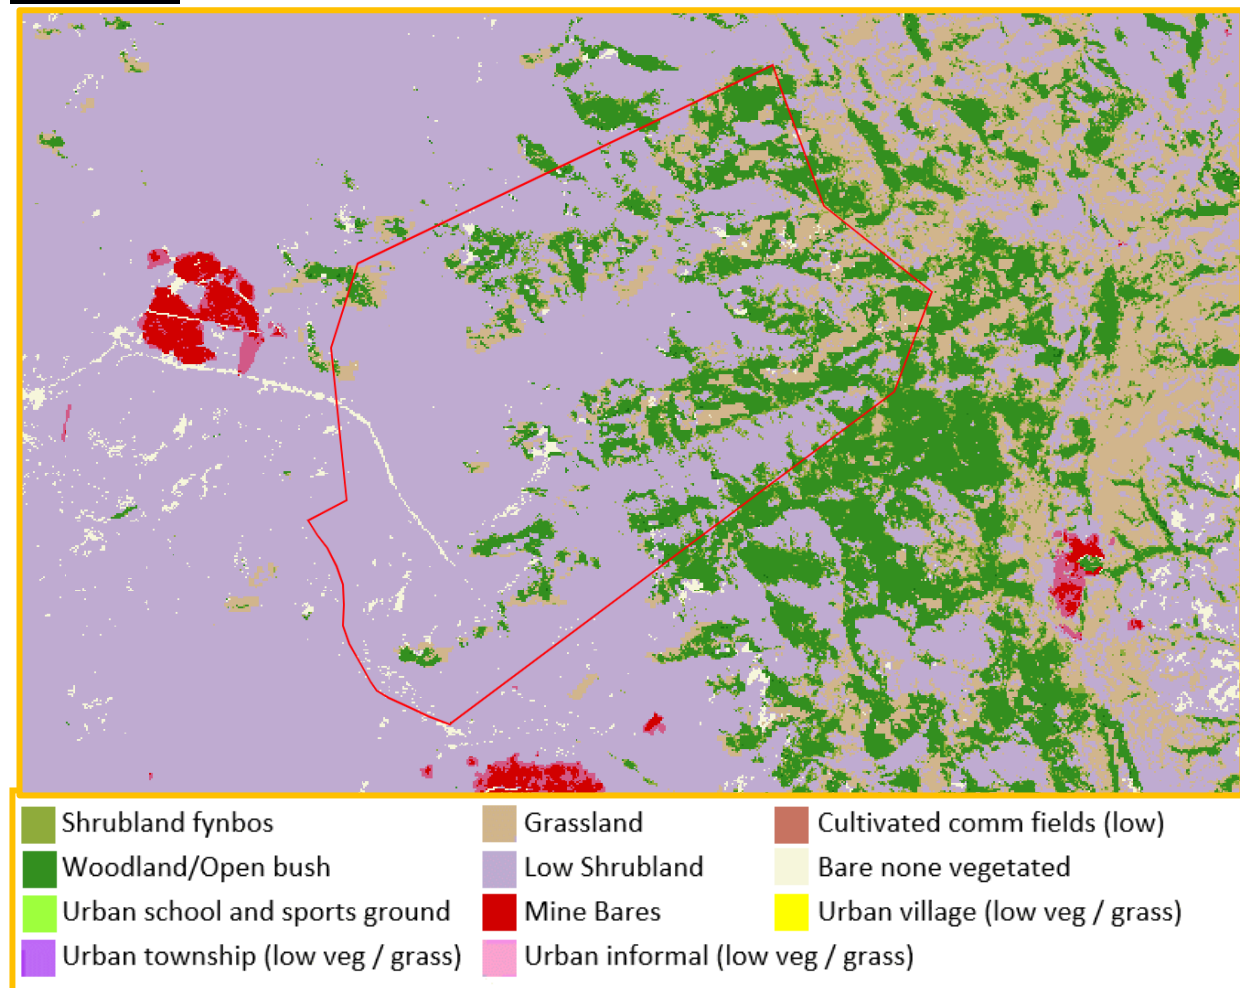 Shrubland fynbos
Grassland
Cultivated comm fields (low)
Woodland/Open bush
Low Shrubland
Bare none vegetated
Urban school and sports ground
Mine Bares
Urban village (low veg / grass)
Urban township (low veg / grass)
Urban informal (low veg / grass)